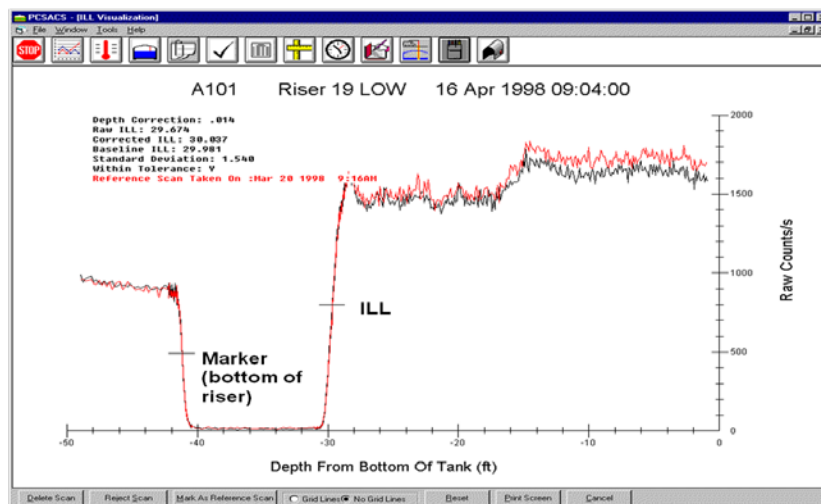 PCSACS - [ILL Visualization]
File Window Tools Help
STOP
A101 Riser 19 LOW 16 Apr 1998 09:04:00
Depth Correction: .014
Raw ILL: 29.674
Corrected ILL: 30.037
Baseline ILL: 29.981
Standard Deviation: 1.540
Within Tolerance: Y
Reference Scan Taken On :Mar 20 1998 9:16AM
2000
1500
1000
500
0
Raw Counts/s
ILL
Marker
(bottom of
riser)
-50 -40 -30 -20 -10 0
Depth From Bottom Of Tank (ft)
Delete Scan Reject Scan Mark As Reference Scan Grid Lines No Grid Lines Reset Print Screen Cancel